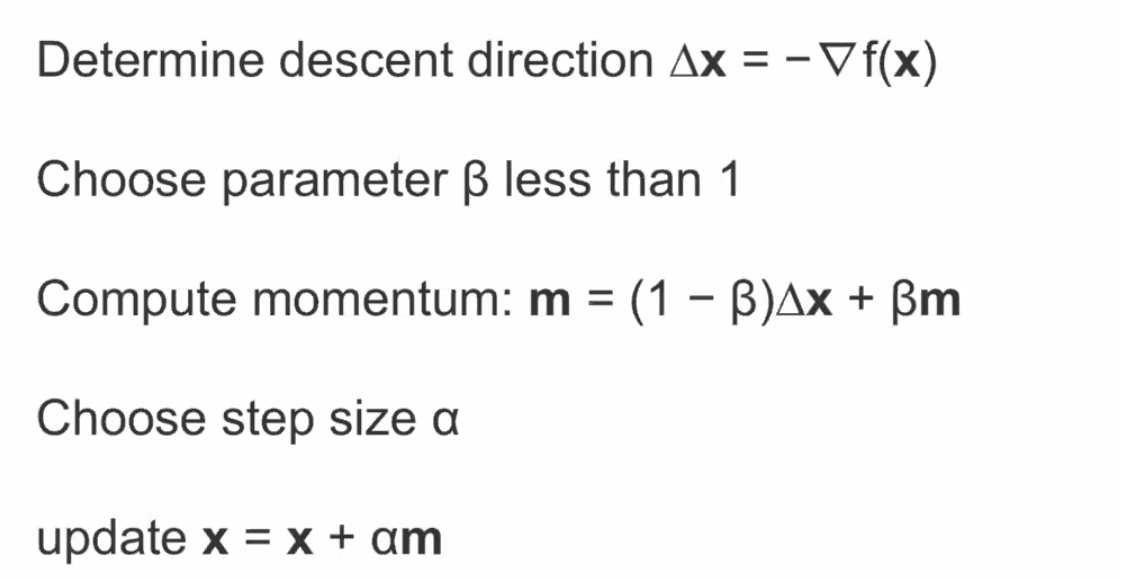 Determine descent direction Δx = −∇f(x)
Choose parameter β less than 1
Compute momentum: m = (1 − β)Δx + βm
Choose step size α
update x = x + αm